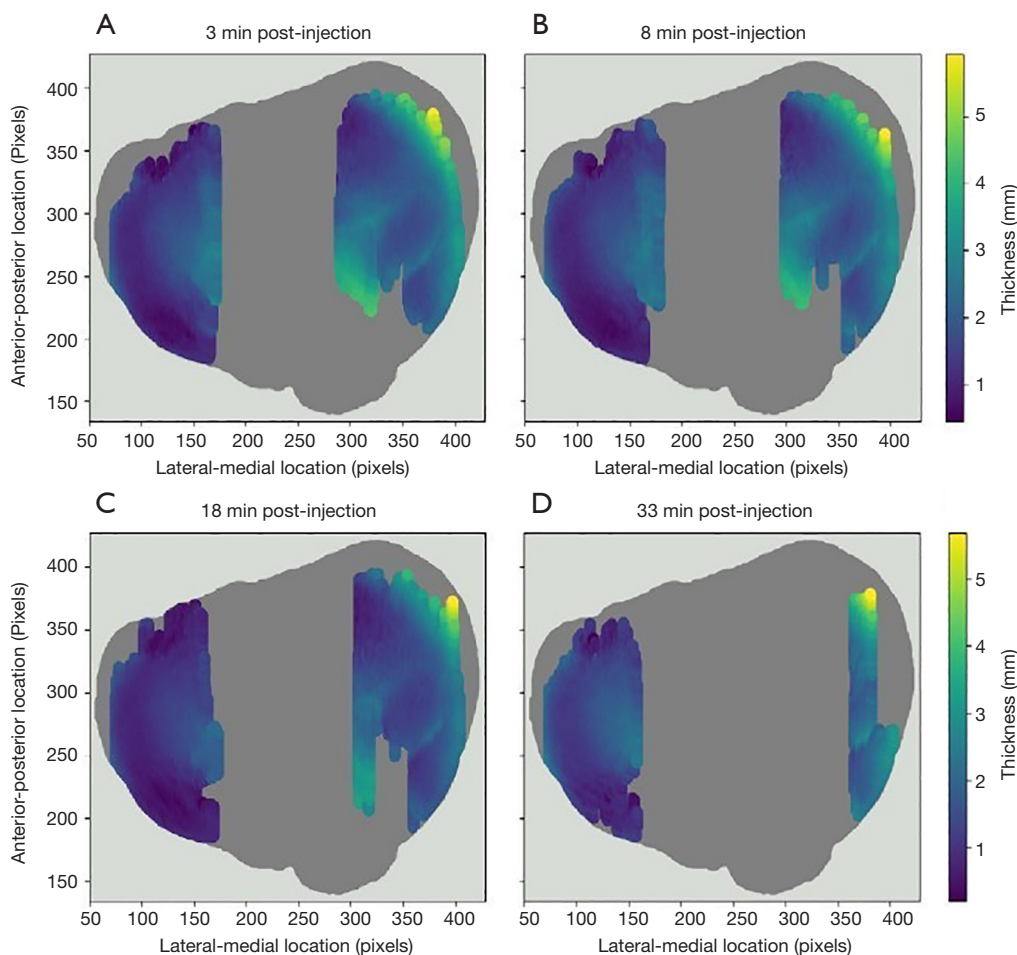 A
3 min post-injection
B
8 min post-injection
Anterior-posterior location (Pixels)
400
350
300
250
200
150
50 100 150 200 250 300 350 400
Lateral-medial location (pixels)
50 100 150 200 250 300 350 400
Lateral-medial location (pixels)
5
4
3
2
1
Thickness (mm)
C
18 min post-injection
D
33 min post-injection
Anterior-posterior location (Pixels)
400
350
300
250
200
150
50 100 150 200 250 300 350 400
Lateral-medial location (pixels)
50 100 150 200 250 300 350 400
Lateral-medial location (pixels)
5
4
3
2
1
Thickness (mm)